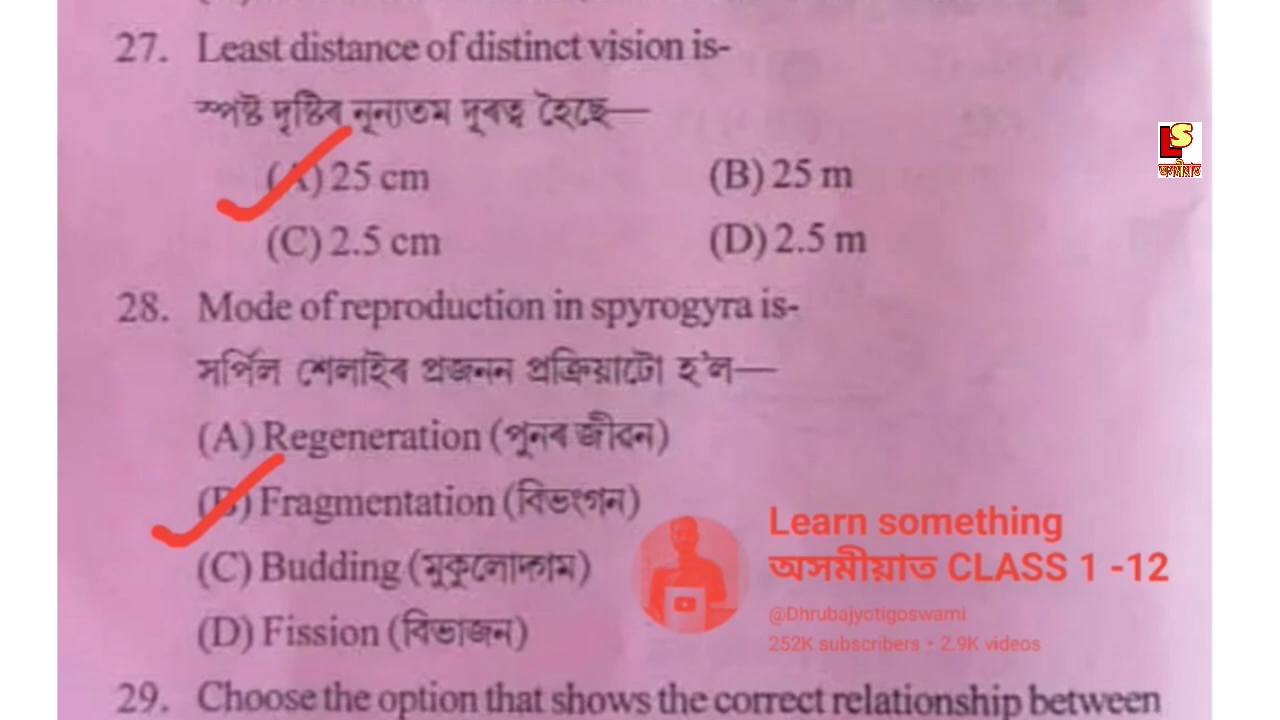 27. Least distance of distinct vision is-
স্পষ্ট দৃষ্টিৰ নূন্যতম দূৰত্ব হৈছে—
(A) 25 cm (B) 25 m
(C) 2.5 cm (D) 2.5 m
28. Mode of reproduction in spyrogyra is-
সৰ্পিল শেলাইৰ প্ৰজনন প্ৰক্ৰিয়াটো হ'ল—
(A) Regeneration (পুনৰ জীৱন)
(B) Fragmentation (বিভংগন)
(C) Budding (মুকুলোদ্গম)
(D) Fission (বিভাজন)
29. Choose the option that shows the correct relationship between
LS
অসমীয়াত
Learn something
অসমীয়াত CLASS 1 -12
@Dhrubajyotigoswami
252K subscribers • 2.9K videos